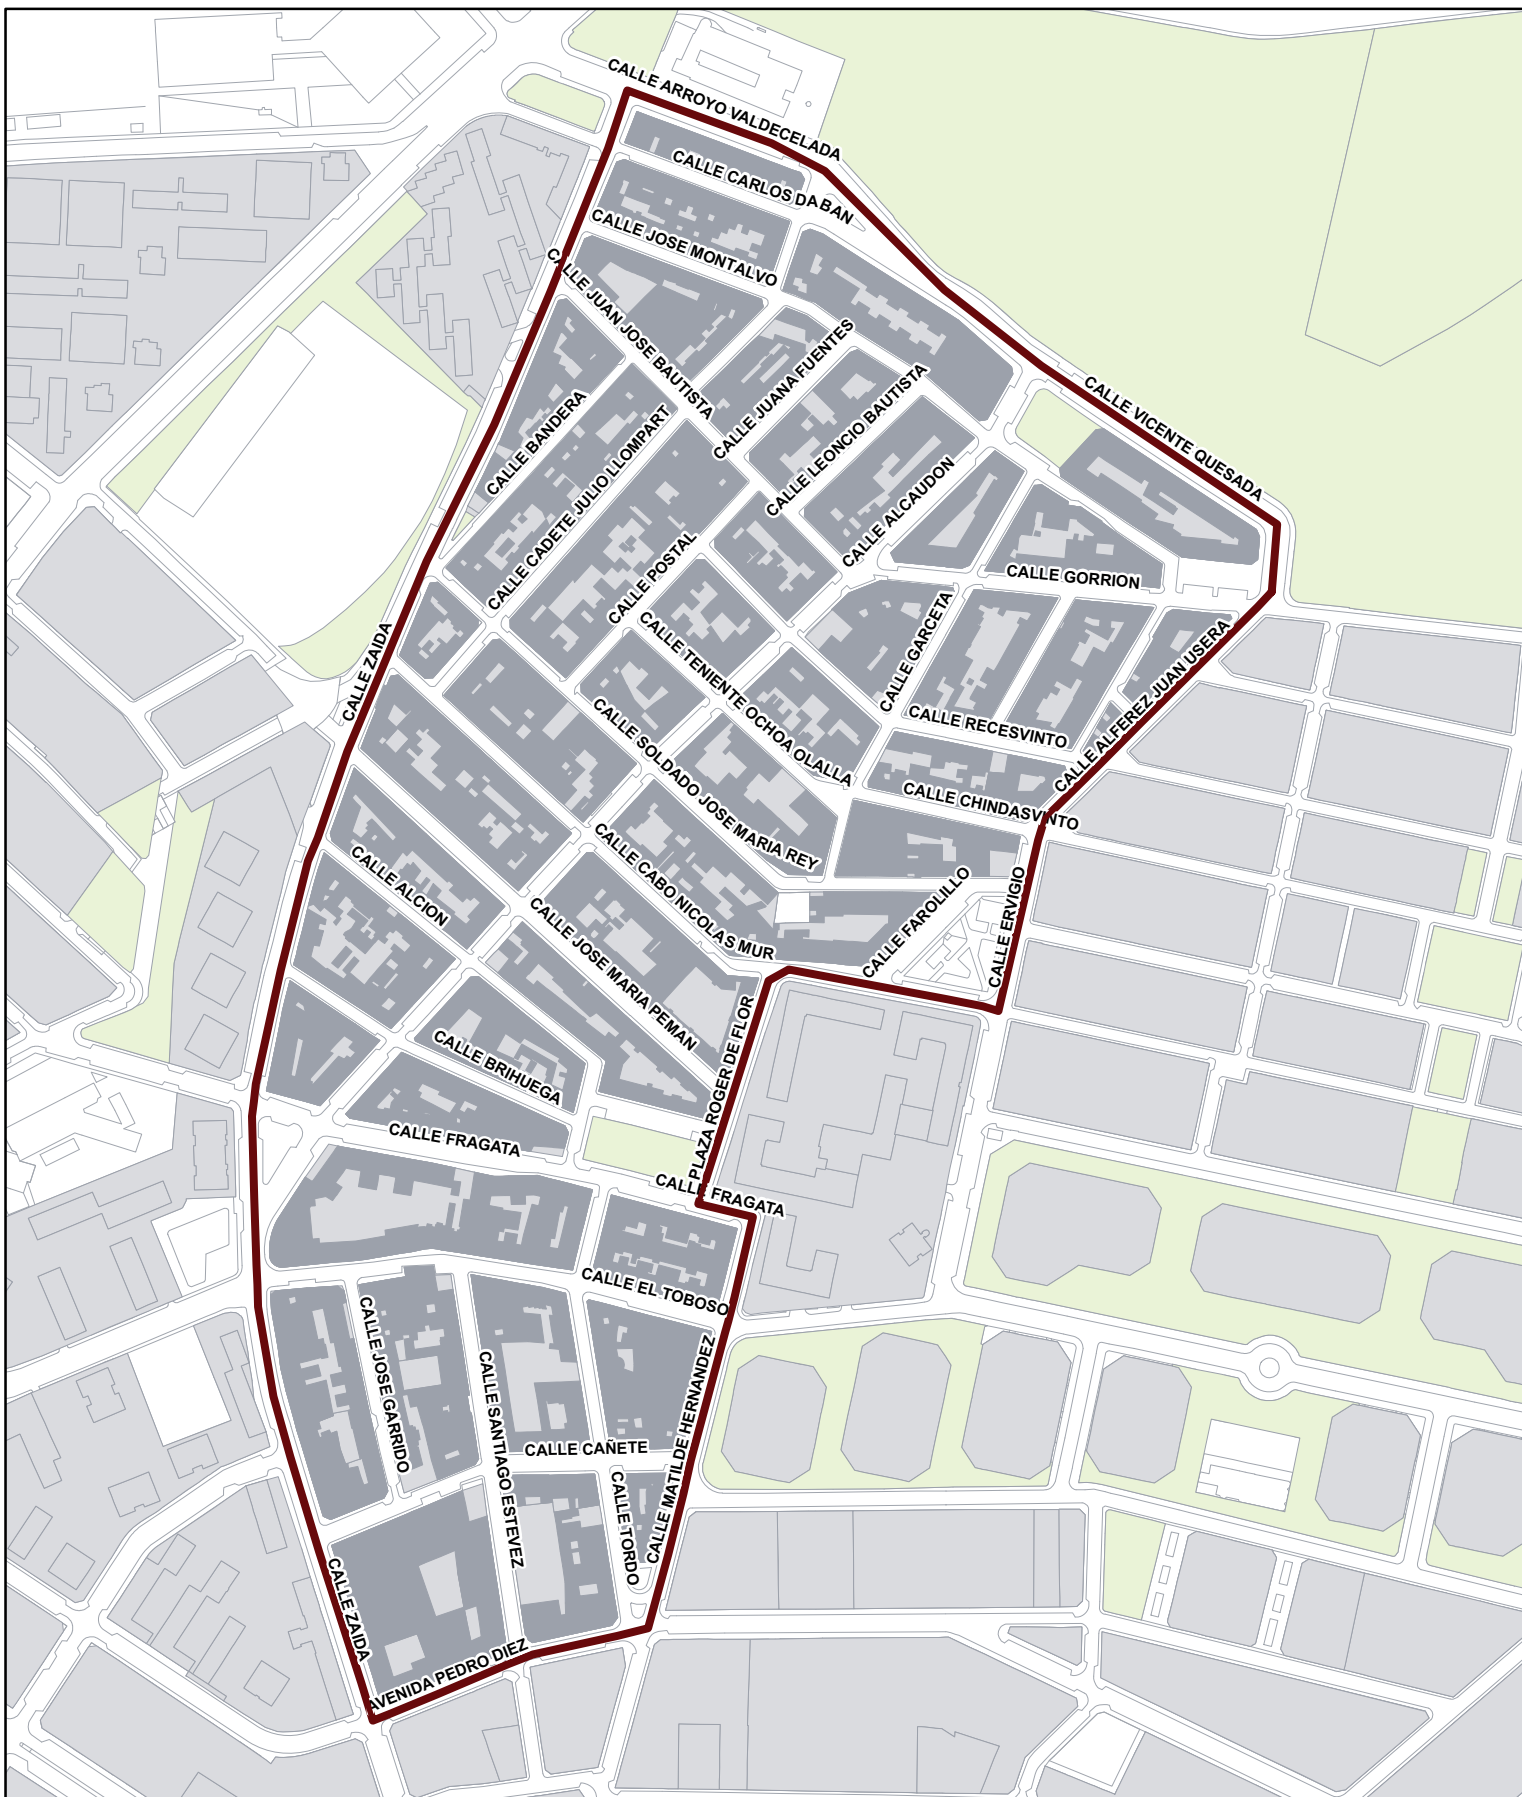 CALLE ARROYO VALDECELADA
CALLE CARLOS DABAN
CALLE JOSE MONTALVO
CALLE JUAN JOSE BAUTISTA
CALLE JUANA FUENTES
CALLE LEONCIO BAUTISTA
CALLE VICENTE QUESADA
CALLE BANDERA
CALLE CADETE JULIO LLOMPART
CALLE ALCAUDON
CALLE POSTAL
CALLE GORRION
CALLE GARCETA
CALLE TENIENTE OCHOA OLALLA
CALLE ALFEREZ JUAN USERA
CALLE ZAIDA
CALLE SOLDADO JOSE MARIA REY
CALLE RECESVINTO
CALLE CHINDASVINTO
CALLE CABO NICOLAS MUR
CALLE ALCION
CALLE FAROLILLO
CALLE ERVIGIO
CALLE JOSE MARIA PEMAN
PLAZA ROGER DE FLOR
CALLE BRIHUEGA
CALLE FRAGATA
CALLE FRAGATA
CALLE EL TOBOSO
CALLE JOSE GARRIDO
CALLE SANTIAGO ESTEVEZ
CALLE MATILDE HERNANDEZ
CALLE CAÑETE
CALLE TORDO
CALLE ZAIDA
AVENIDA PEDRO DIEZ